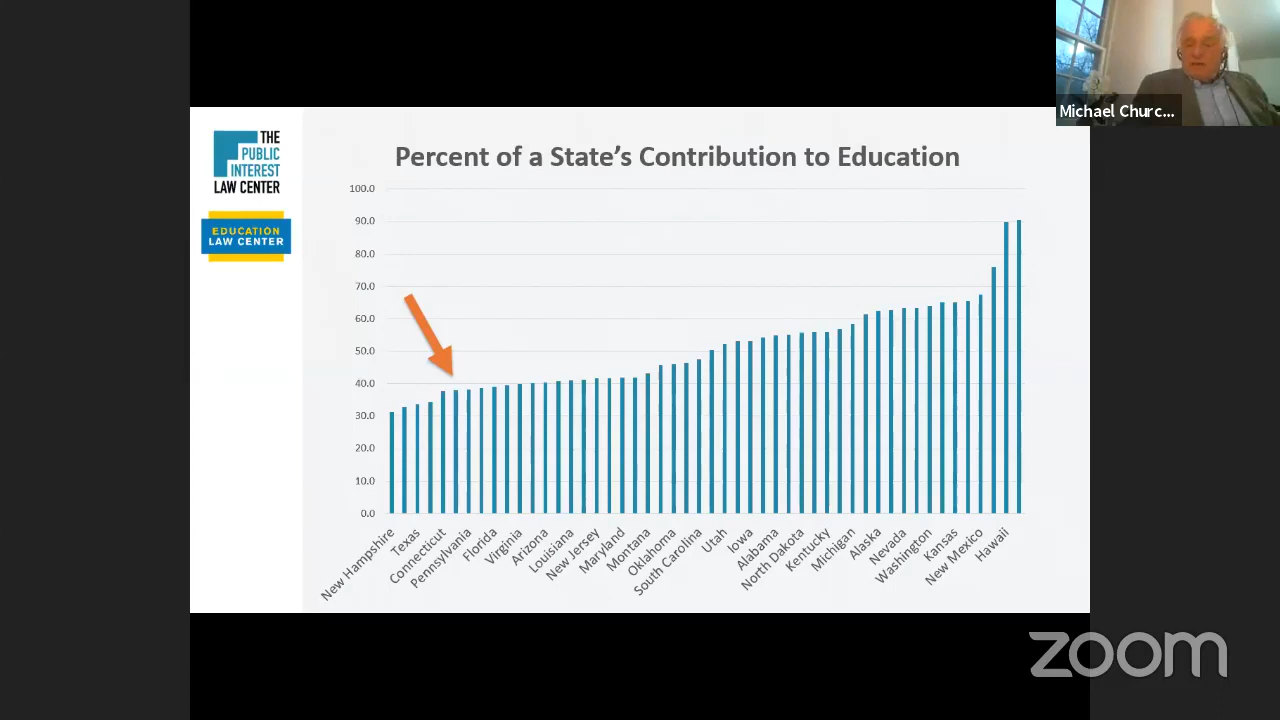 Michael Churc...
THE
PUBLIC
INTEREST
LAW CENTER
EDUCATION
LAW CENTER
Percent of a State's Contribution to Education
100.0
90.0
80.0
70.0
60.0
50.0
40.0
30.0
20.0
10.0
0.0
New Hampshire
Texas
Connecticut
Pennsylvania
Florida
Virginia
Arizona
Louisiana
New Jersey
Maryland
Montana
Oklahoma
South Carolina
Utah
Iowa
Alabama
North Dakota
Kentucky
Michigan
Alaska
Nevada
Washington
Kansas
New Mexico
Hawaii
zoom